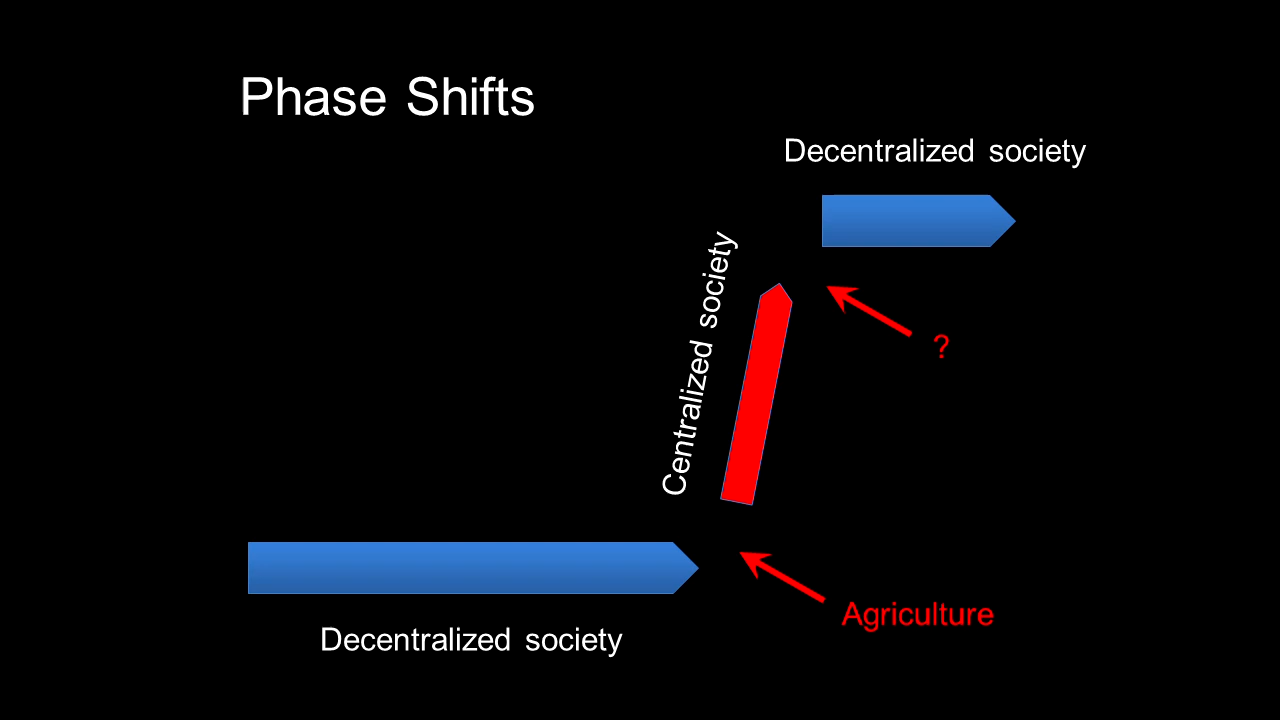 Phase Shifts
Decentralized society
Centralized society
?
Agriculture
Decentralized society